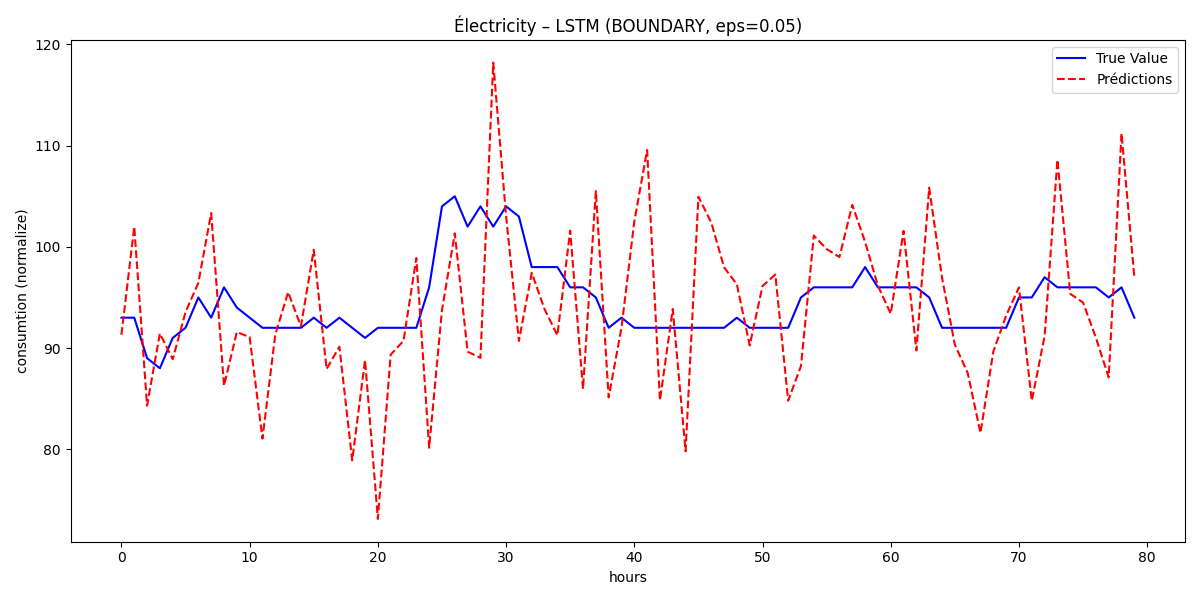 Électricity – LSTM (BOUNDARY, eps=0.05)
True Value
Prédictions
consumtion (normalize)
120
110
100
90
80
0 10 20 30 40 50 60 70 80
hours